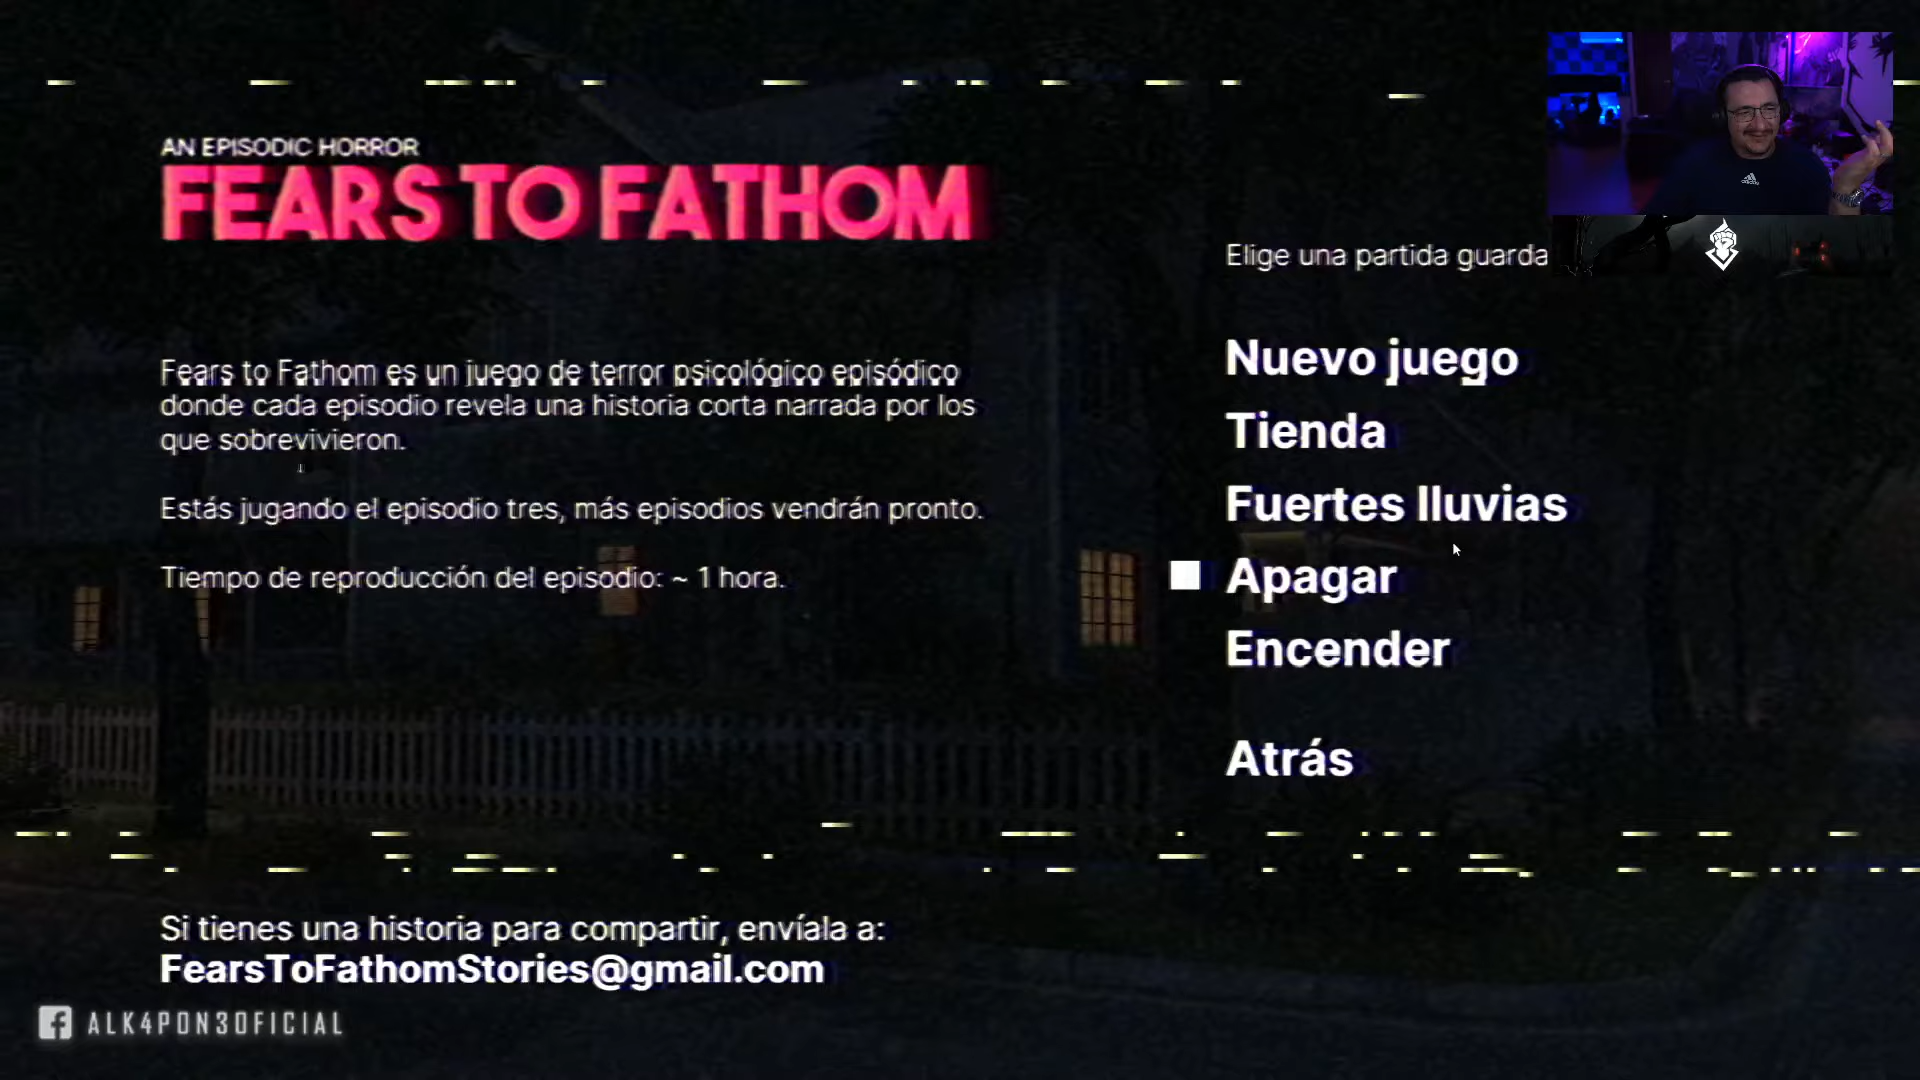 AN EPISODIC HORROR
FEARS TO FATHOM
Fears to Fathom es un juego de terror psicológico episódico
donde cada episodio revela una historia corta narrada por los
que sobrevivieron.
Estás jugando el episodio tres, más episodios vendrán pronto.
Tiempo de reproducción del episodio: ~ 1 hora.
Elige una partida guarda
Nuevo juego
Tienda
Fuertes lluvias
Apagar
Encender
Atrás
Si tienes una historia para compartir, envíala a:
FearsToFathomStories@gmail.com
ALK4PON3OFICIAL